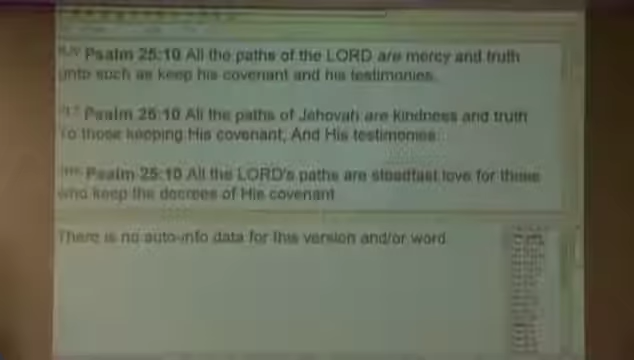 KJV Psalm 25:10 All the paths of the LORD are mercy and truth
unto such as keep his covenant and his testimonies.
Psalm 25:10 All the paths of Jehovah are kindness and truth
To those keeping His covenant, And His testimonies.
Psalm 25:10 All the LORD's paths are steadfast love for those
who keep the decrees of His covenant
There is no auto-info data for this version and/or word